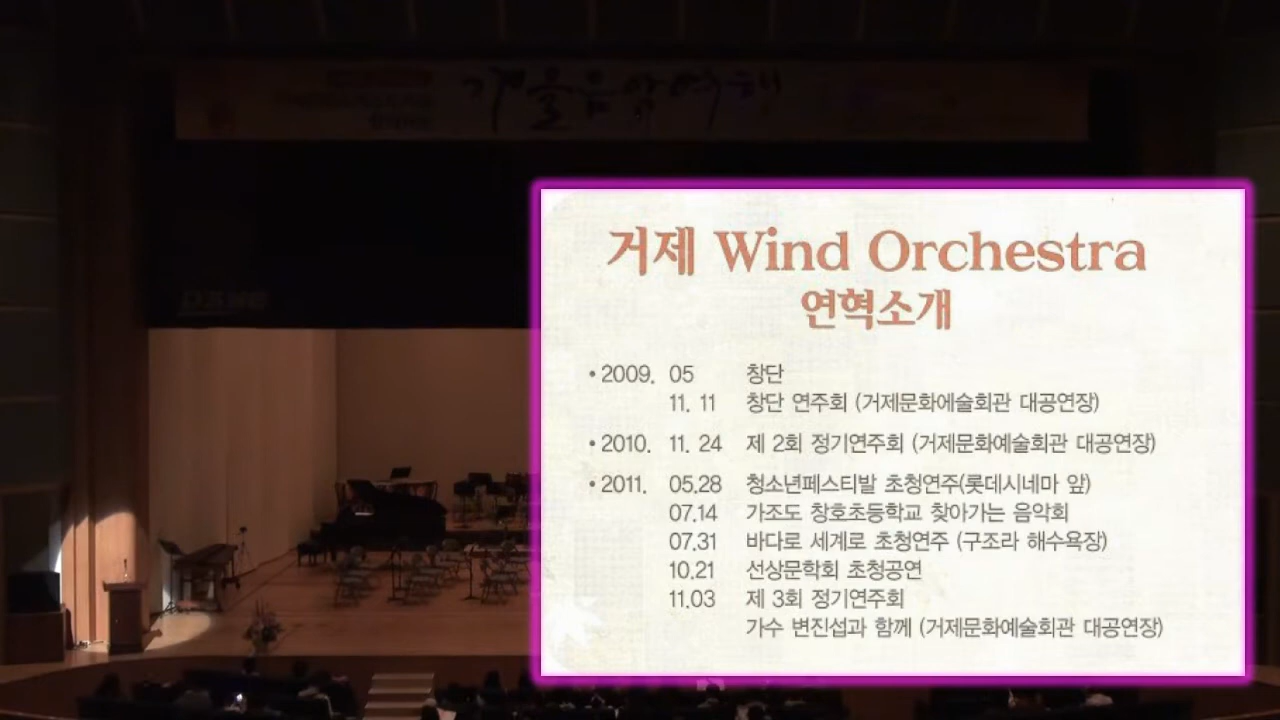 겨울음악여행
거제 Wind Orchestra
연혁소개
• 2009. 05 창단
11. 11 창단 연주회 (거제문화에술회관 대공연장)
• 2010. 11. 24 제 2회 정기연주회 (거제문화예술회관 대공연장)
• 2011. 05.28 청소년페스티발 초청연주(롯데시네마 앞)
07.14 가조도 창호초등학교 찾아가는 음악회
07.31 바다로 세계로 초청연주 (구조라 해수욕장)
10.21 선상문학회 초청공연
11.03 제 3회 정기연주회
가수 변진섭과 함께 (거제문화예술회관 대공연장)